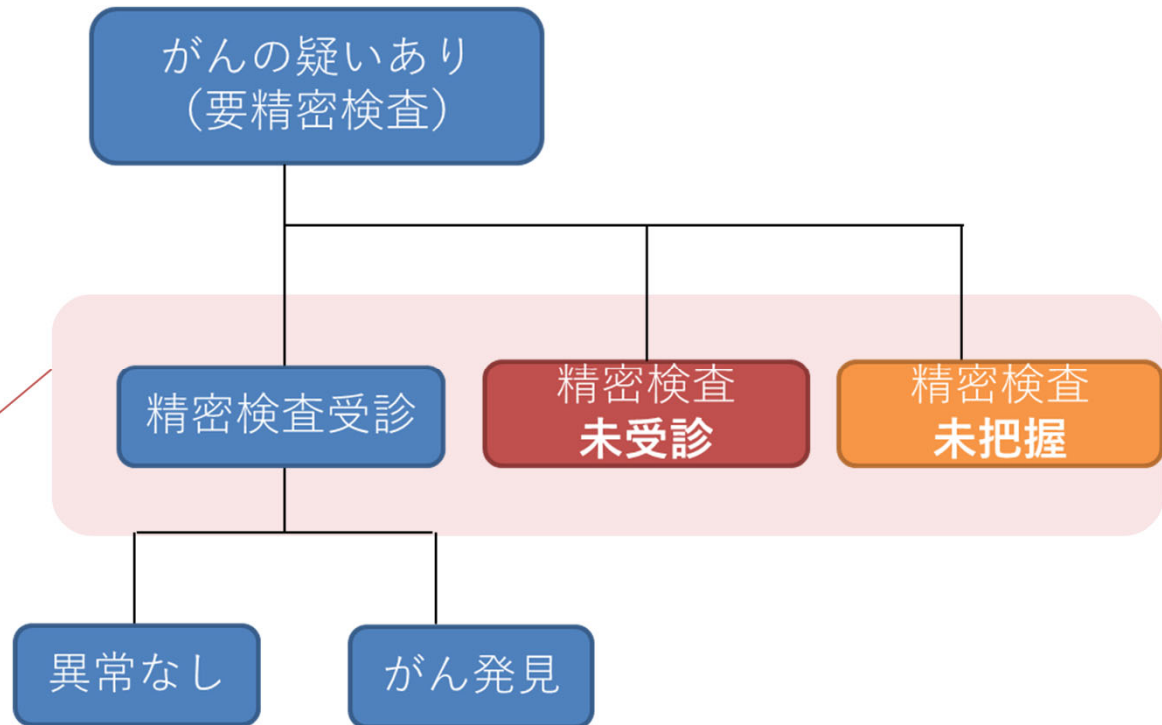 がんの疑いあり
（要精密検査）
精密検査受診
精密検査
未受診
精密検査
未把握
異常なし
がん発見